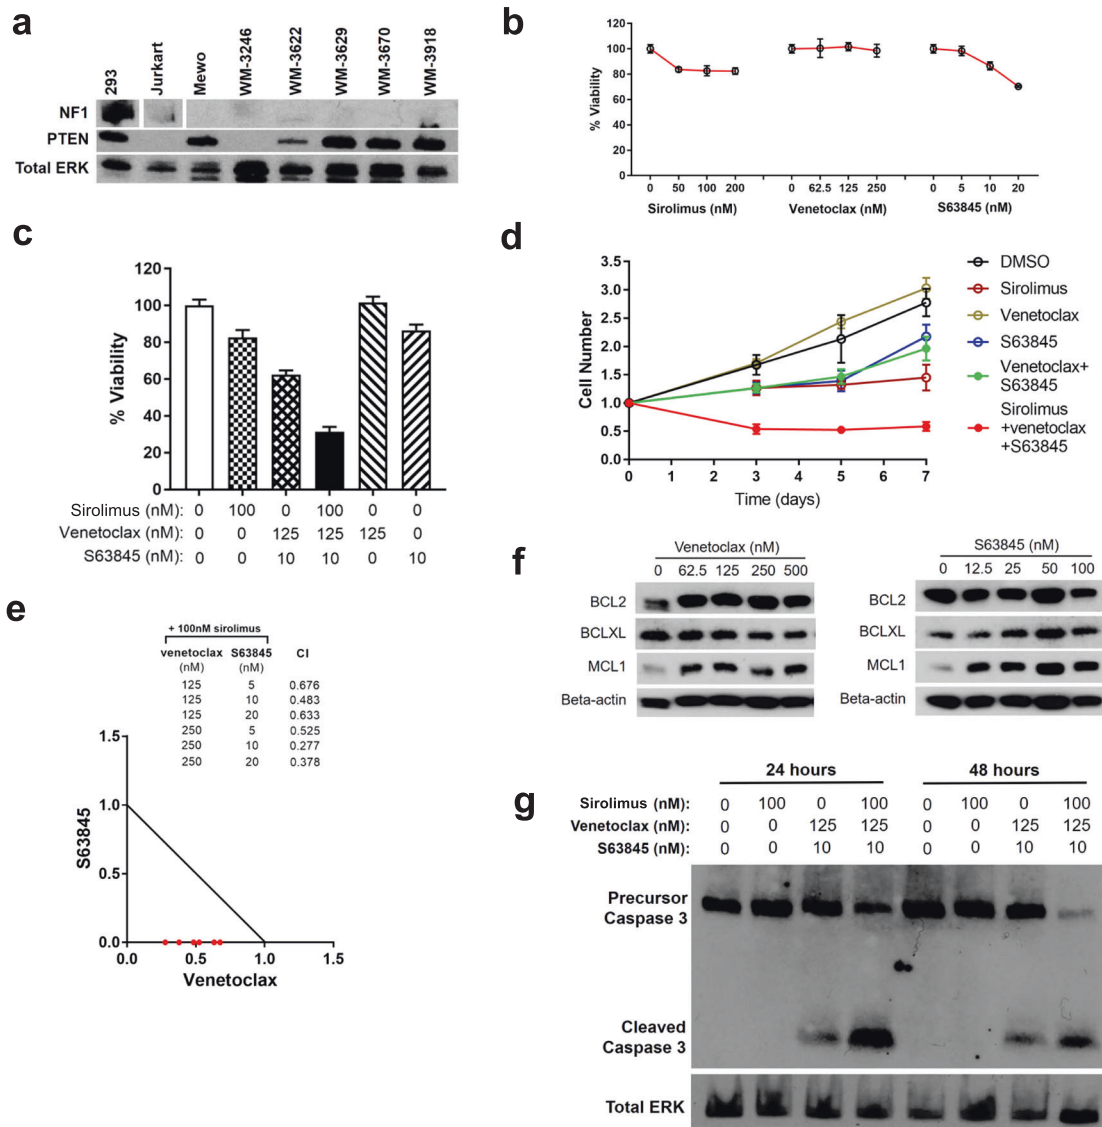 a
293
Jurkart
Mewo
WM-3246
WM-3622
WM-3629
WM-3670
WM-3918
NF1
PTEN
Total ERK
b
% Viability
120
100
80
60
40
20
0
0 50 100 200
0 62.5 125 250
0 5 10 20
Sirolimus (nM)
Venetoclax (nM)
S63845 (nM)
c
% Viability
120
100
80
60
40
20
0
Sirolimus (nM): 0 100 0 100 0 0
Venetoclax (nM): 0 0 125 125 125 0
S63845 (nM): 0 0 10 10 0 10
d
Cell Number
3.5
3.0
2.5
2.0
1.5
1.0
0.5
0.0
0 1 2 3 4 5 6 7
Time (days)
DMSO
Sirolimus
Venetoclax
S63845
Venetoclax+
S63845
Sirolimus
+venetoclax
+S63845
e
+ 100nM sirolimus
venetoclax S63845 CI
(nM) (nM)
125 5 0.676
125 10 0.483
125 20 0.633
250 5 0.525
250 10 0.277
250 20 0.378
S63845
1.5
1.0
0.5
0.0
0.0 0.5 1.0 1.5
Venetoclax
f
Venetoclax (nM)
0 62.5 125 250 500
BCL2
BCLXL
MCL1
Beta-actin
S63845 (nM)
0 12.5 25 50 100
BCL2
BCLXL
MCL1
Beta-actin
g
24 hours 48 hours
Sirolimus (nM): 0 100 0 100 0 100 0 100
Venetoclax (nM): 0 0 125 125 0 0 125 125
S63845 (nM): 0 0 10 10 0 0 10 10
Precursor
Caspase 3
Cleaved
Caspase 3
Total ERK